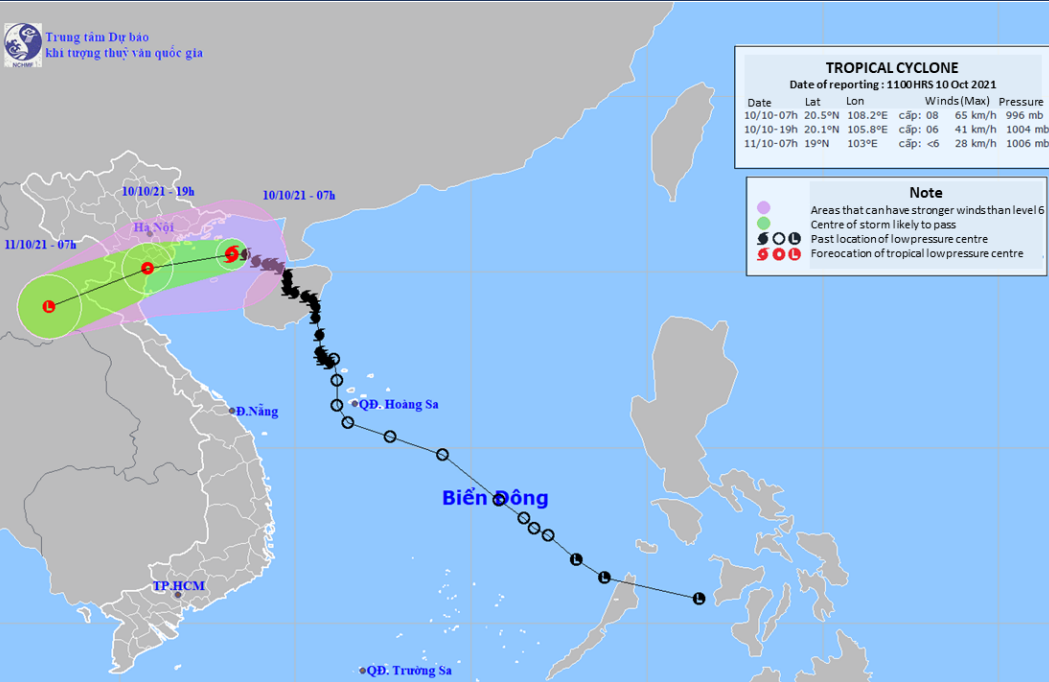 Trung tâm Dự báo
khí tượng thuỷ văn quốc gia
NCHMF
TROPICAL CYCLONE
Date of reporting : 1100HRS 10 Oct 2021
Date Lat Lon Winds(Max) Pressure
10/10-07h 20.5°N 108.2°E cấp: 08 65 km/h 996 mb
10/10-19h 20.1°N 105.8°E cấp: 06 41 km/h 1004 mb
11/10-07h 19°N 103°E cấp: <6 28 km/h 1006 mb
Note
Areas that can have stronger winds than level 6
Centre of storm likely to pass
L Past location of low pressure centre
L Foreocation of tropical low pressure centre
10/10/21 - 19h
10/10/21 - 07h
Hà Nội
11/10/21 - 07h
L
QĐ. Hoàng Sa
Đ.Nẵng
Biển Đông
L
L
TP.HCM
L
QĐ. Trường Sa